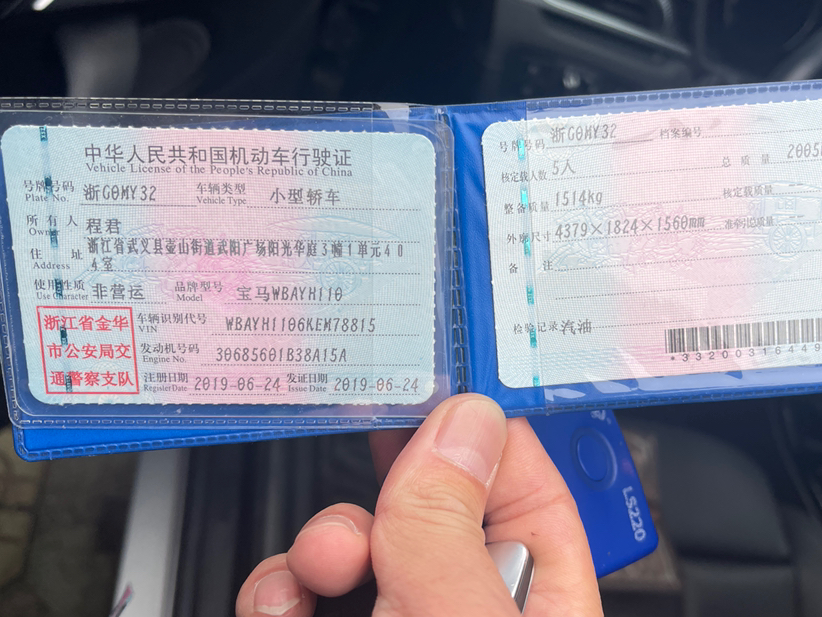 中华人民共和国机动车行驶证
Vehicle License of the People's Republic of China
号牌号码 浙G0MY32 车辆类型 小型轿车
Plate No. Vehicle Type
所有人 程君
Owner
住址 浙江省武义县壶山街道武阳广场阳光华庭3幢1单元40
Address 4室
使用性质 非营运 品牌型号 宝马WBAYH110
Use Character Model
浙江省金华
市公安局交
通警察支队
车辆识别代号 WBAYH1106KEM78815
VIN
发动机号码 30685601B38A15A
Engine No.
注册日期 2019-06-24 发证日期 2019-06-24
Register Date Issue Date
号牌号码 浙G0MY32 档案编号
核定载人数 5人 总质量 2005
整备质量 1514kg 核定载质量 --
外廓尺寸 4379×1824×1560mm 准牵引总质量 --
备注
检验记录 汽油
*33200316449
LS220